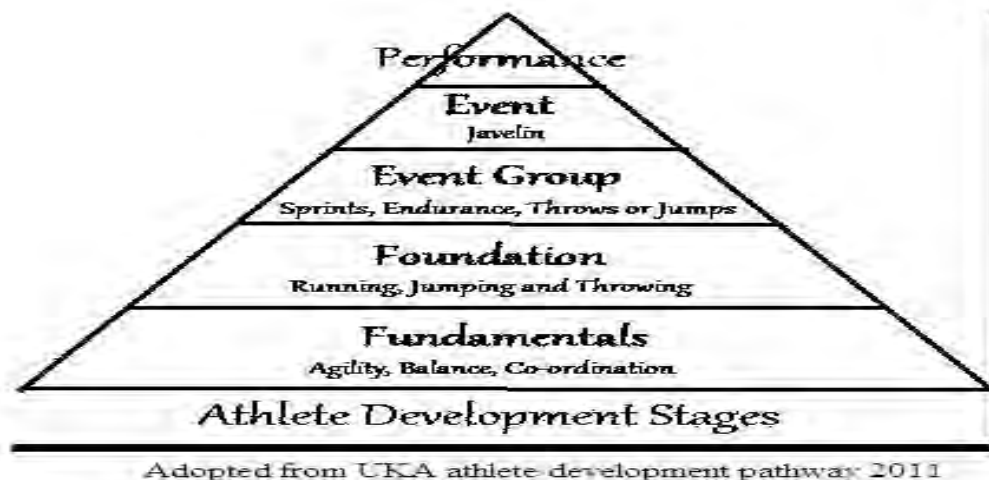 Performance
Event
Javelin
Event Group
Sprints, Endurance, Throws or Jumps
Foundation
Running, Jumping and Throwing
Fundamentals
Agility, Balance, Co-ordination
Athlete Development Stages
Adopted from UKA athlete development pathway 2011